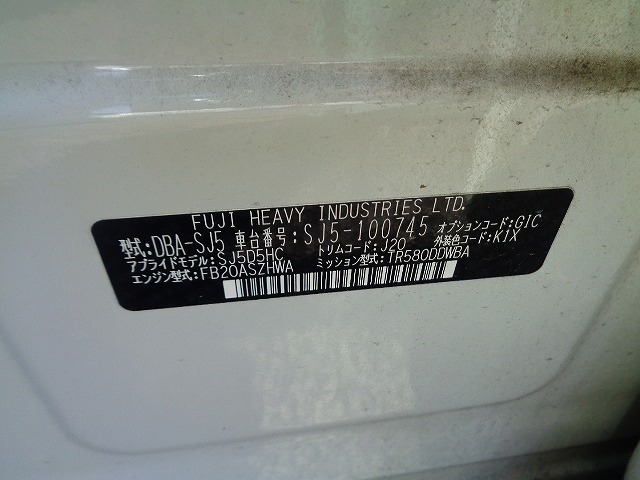 FUJI HEAVY INDUSTRIES LTD.
型式:DBA-SJ5 車台番号:SJ5-100745 オプションコード:GIC
アプライドモデル:SJ5D5HC トリムコード:J20 外装色コード:K1X
エンジン型式:FB20ASZHWA ミッション型式:TR580DDWBA